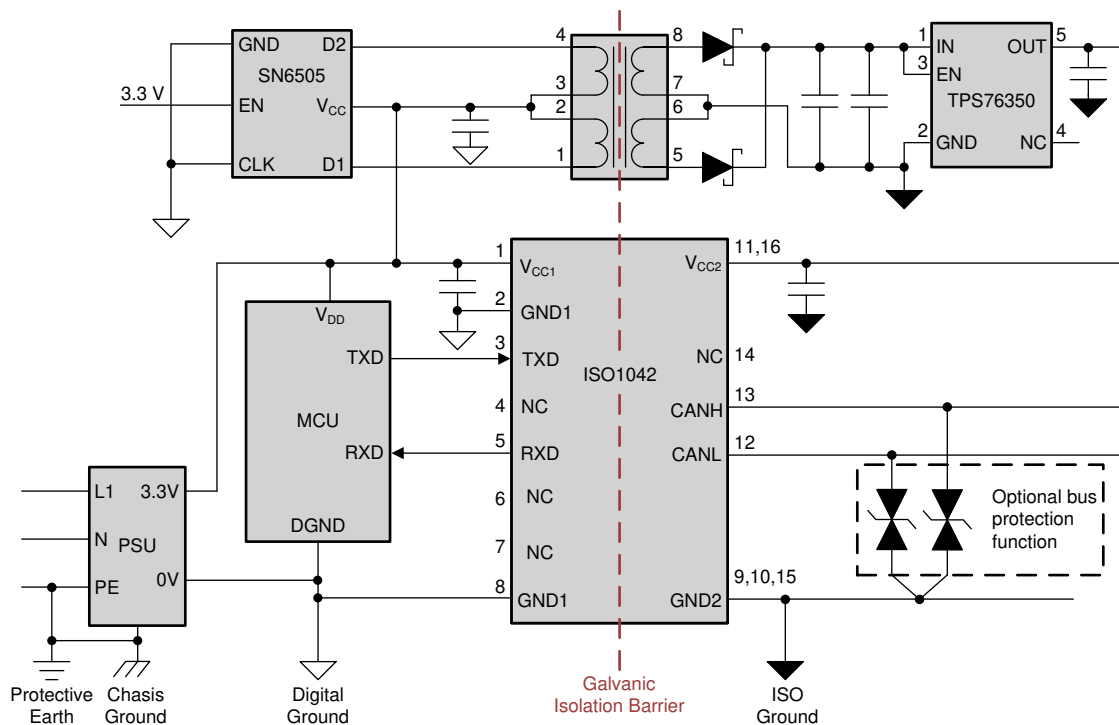 4
8
1
5
GND
D2
IN
OUT
SN6505
3
EN
3
7
TPS76350
3.3 V
EN
VCC
2
6
2
4
GND
NC
CLK
D1
1
5
1
11,16
VCC1
VCC2
2
GND1
VDD
3
TXD
TXD
NC
14
ISO1042
13
4
NC
CANH
MCU
5
12
RXD
RXD
CANL
L1
3.3V
6
NC
Optional bus
protection
function
DGND
N
PSU
7
NC
PE
0V
8
9,10,15
GND1
GND2
Protective
Earth
Chasis
Ground
Digital
Ground
Galvanic
Isolation Barrier
ISO
Ground